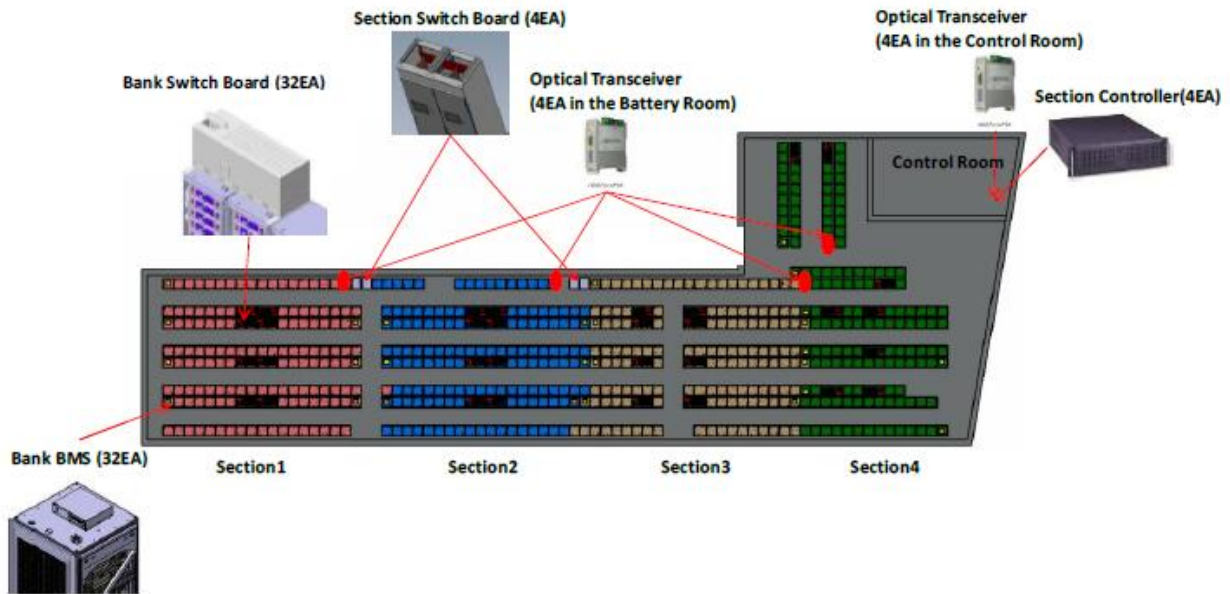 Section Switch Board (4EA)
Optical Transceiver
(4EA in the Control Room)
Bank Switch Board (32EA)
Optical Transceiver
(4EA in the Battery Room)
Section Controller(4EA)
Control Room
Bank BMS (32EA)
Section1
Section2
Section3
Section4